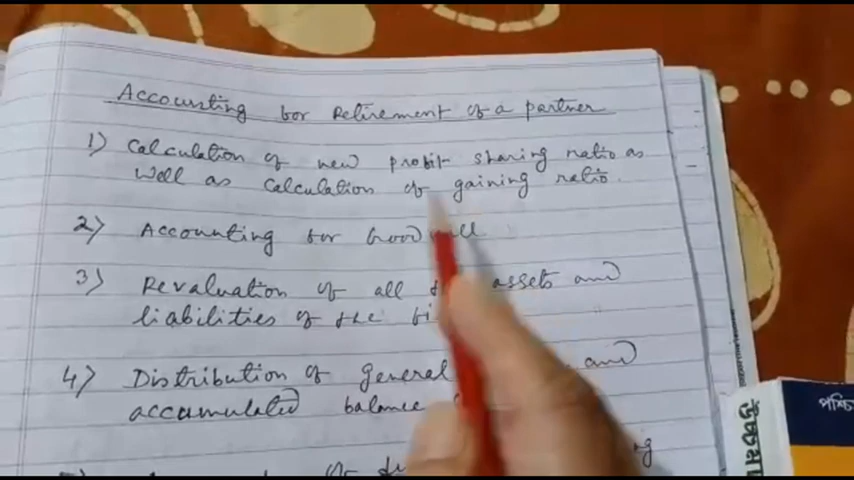 Accounting for Retirement of a partner
1) Calculation of new profit sharing ratio as
well as calculation of gaining ratio.
2) Accounting for Goodwill
3) Revaluation of all assets and
liabilities of the
4) Distribution of general and
accumulated balance
of
পশ্চি